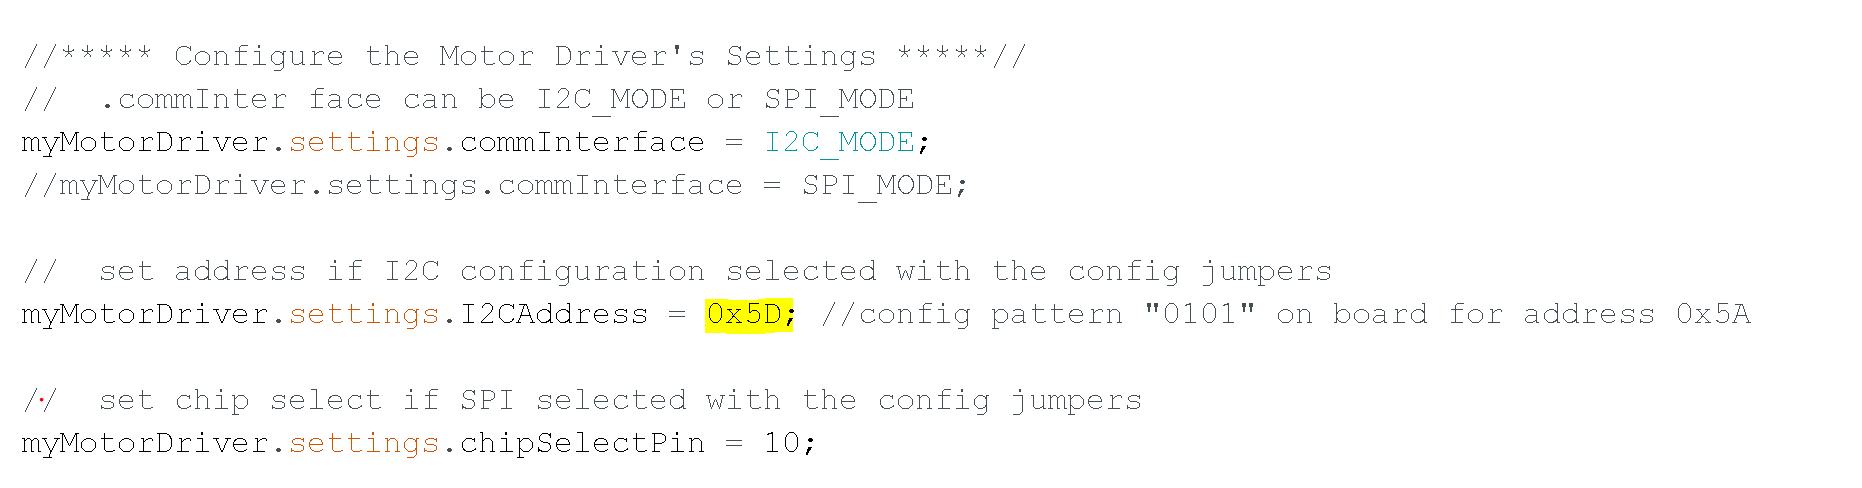 //***** Configure the Motor Driver's Settings *****//
//  .commInter face can be I2C_MODE or SPI_MODE
myMotorDriver.settings.commInterface = I2C_MODE;
//myMotorDriver.settings.commInterface = SPI_MODE;
//  set address if I2C configuration selected with the config jumpers
myMotorDriver.settings.I2CAddress = 0x5D; //config pattern "0101" on board for address 0x5A
//  set chip select if SPI selected with the config jumpers
myMotorDriver.settings.chipSelectPin = 10;